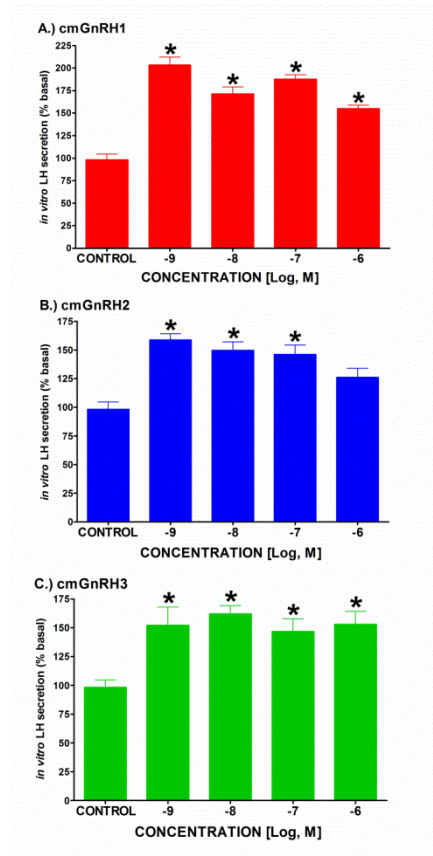 A.) cmGnRH1
in vitro LH secretion (% basal)
225
200
175
150
125
100
75
50
25
0
* * * *
CONTROL -9 -8 -7 -6
CONCENTRATION [Log, M]
B.) cmGnRH2
in vitro LH secretion (% basal)
175
150
125
100
75
50
25
0
* * *
CONTROL -9 -8 -7 -6
CONCENTRATION [Log, M]
C.) cmGnRH3
in vitro LH secretion (% basal)
175
150
125
100
75
50
25
0
* * * *
CONTROL -9 -8 -7 -6
CONCENTRATION [Log, M]